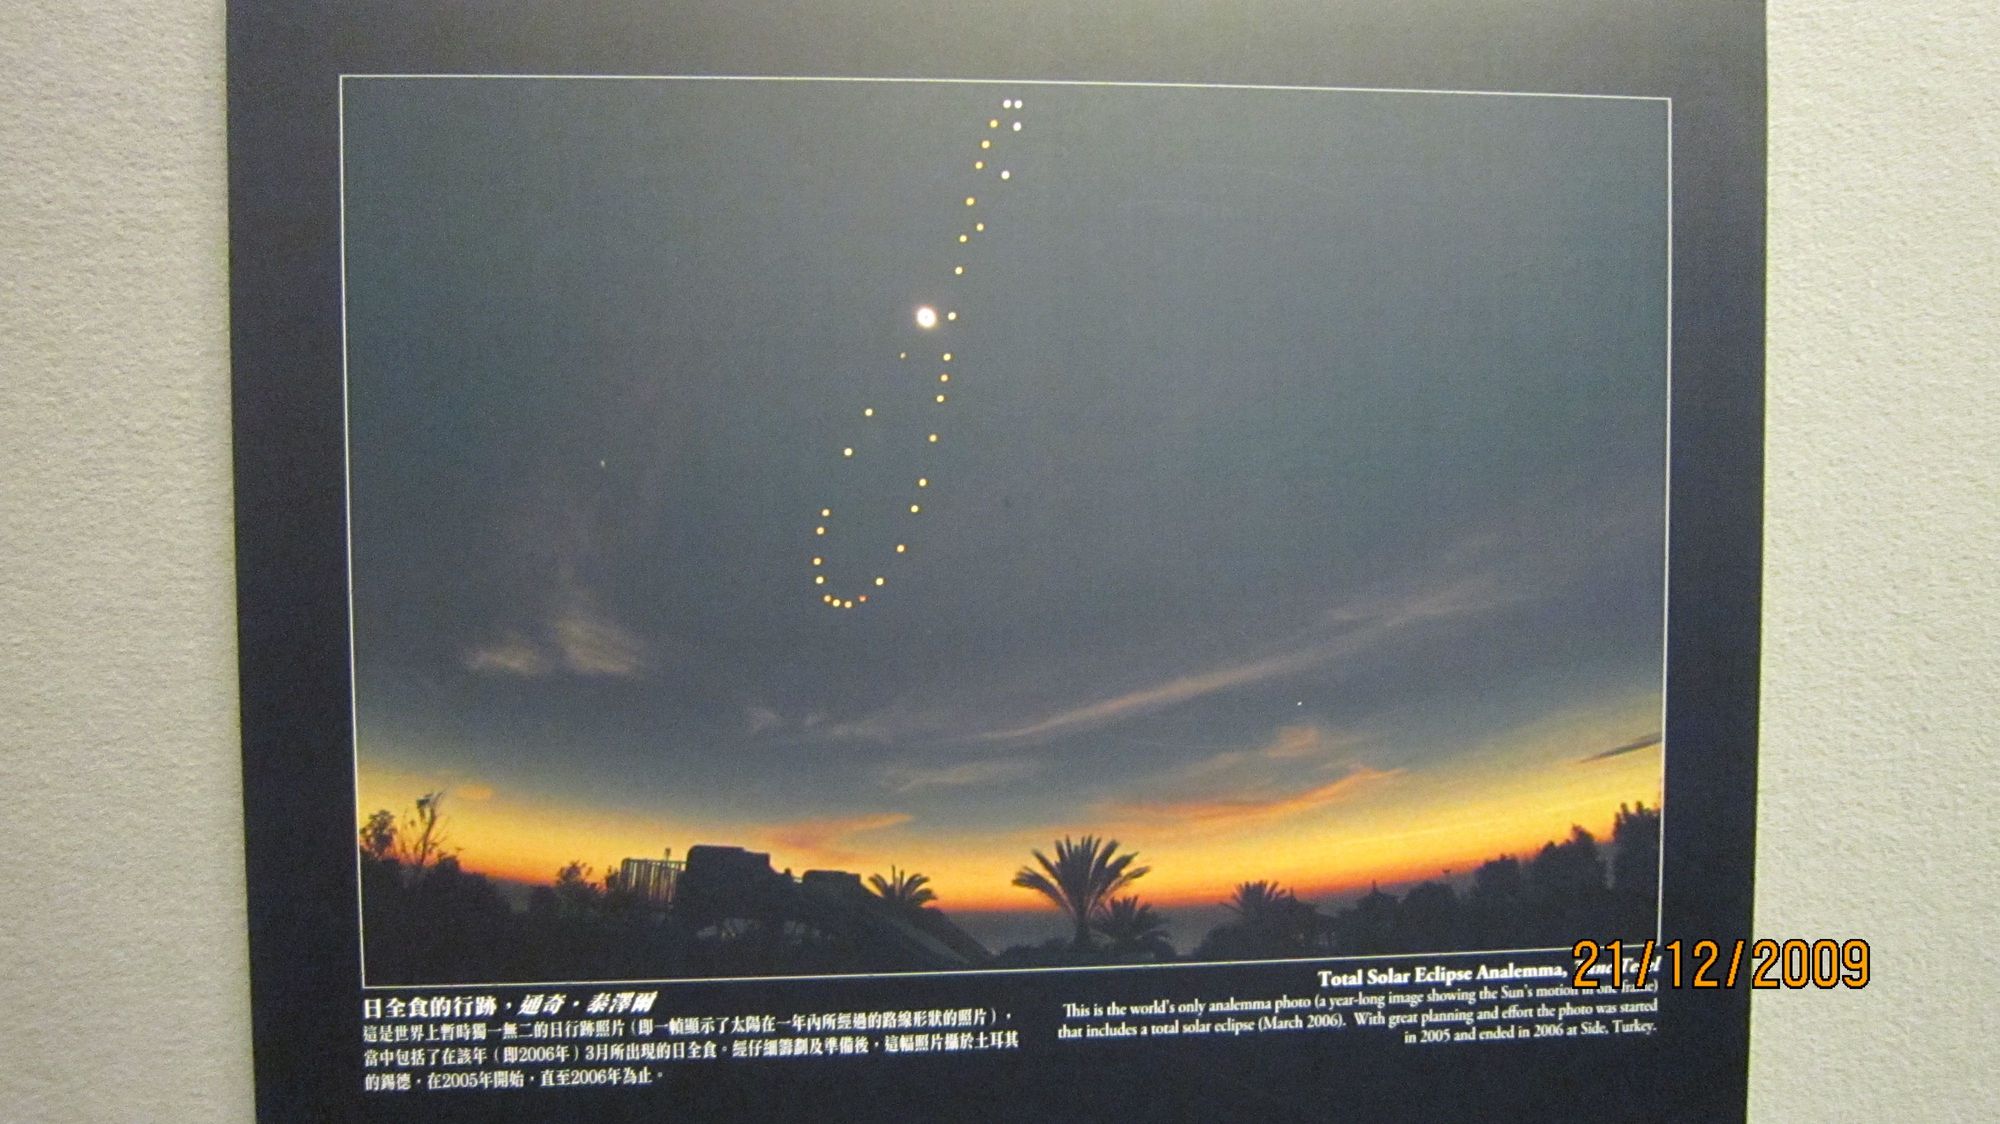 日全食的行跡，通奇・泰澤爾
這是世界上暫時獨一無二的日行跡照片（即一幀顯示了太陽在一年內所經過的路線形狀的照片），
當中包括了在該年（即2006年）3月所出現的日全食。經仔細籌劃及準備後，這幅照片攝於土耳其
的錫德，在2005年開始，直至2006年為止。
Total Solar Eclipse Analemma,
This is the world's only analemma photo (a year-long image showing the Sun's motion in one frame)
that includes a total solar eclipse (March 2006). With great planning and effort the photo was started
in 2005 and ended in 2006 at Side, Turkey.
21/12/2009